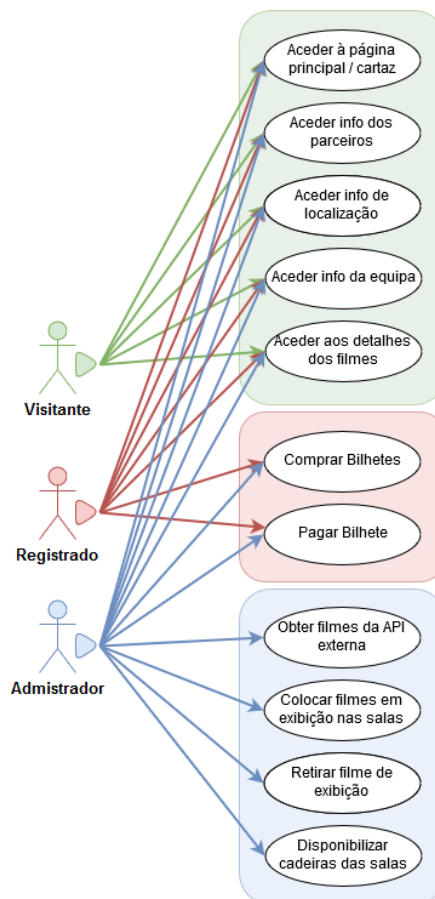 Aceder à página
principal / cartaz
Aceder info dos
parceiros
Aceder info de
localização
Aceder info da equipa
Aceder aos detalhes
dos filmes
Visitante
Comprar Bilhetes
Pagar Bilhete
Registrado
Obter filmes da API
externa
Colocar filmes em
exibição nas salas
Retirar filme de
exibição
Disponibilizar
cadeiras das salas
Admistrador